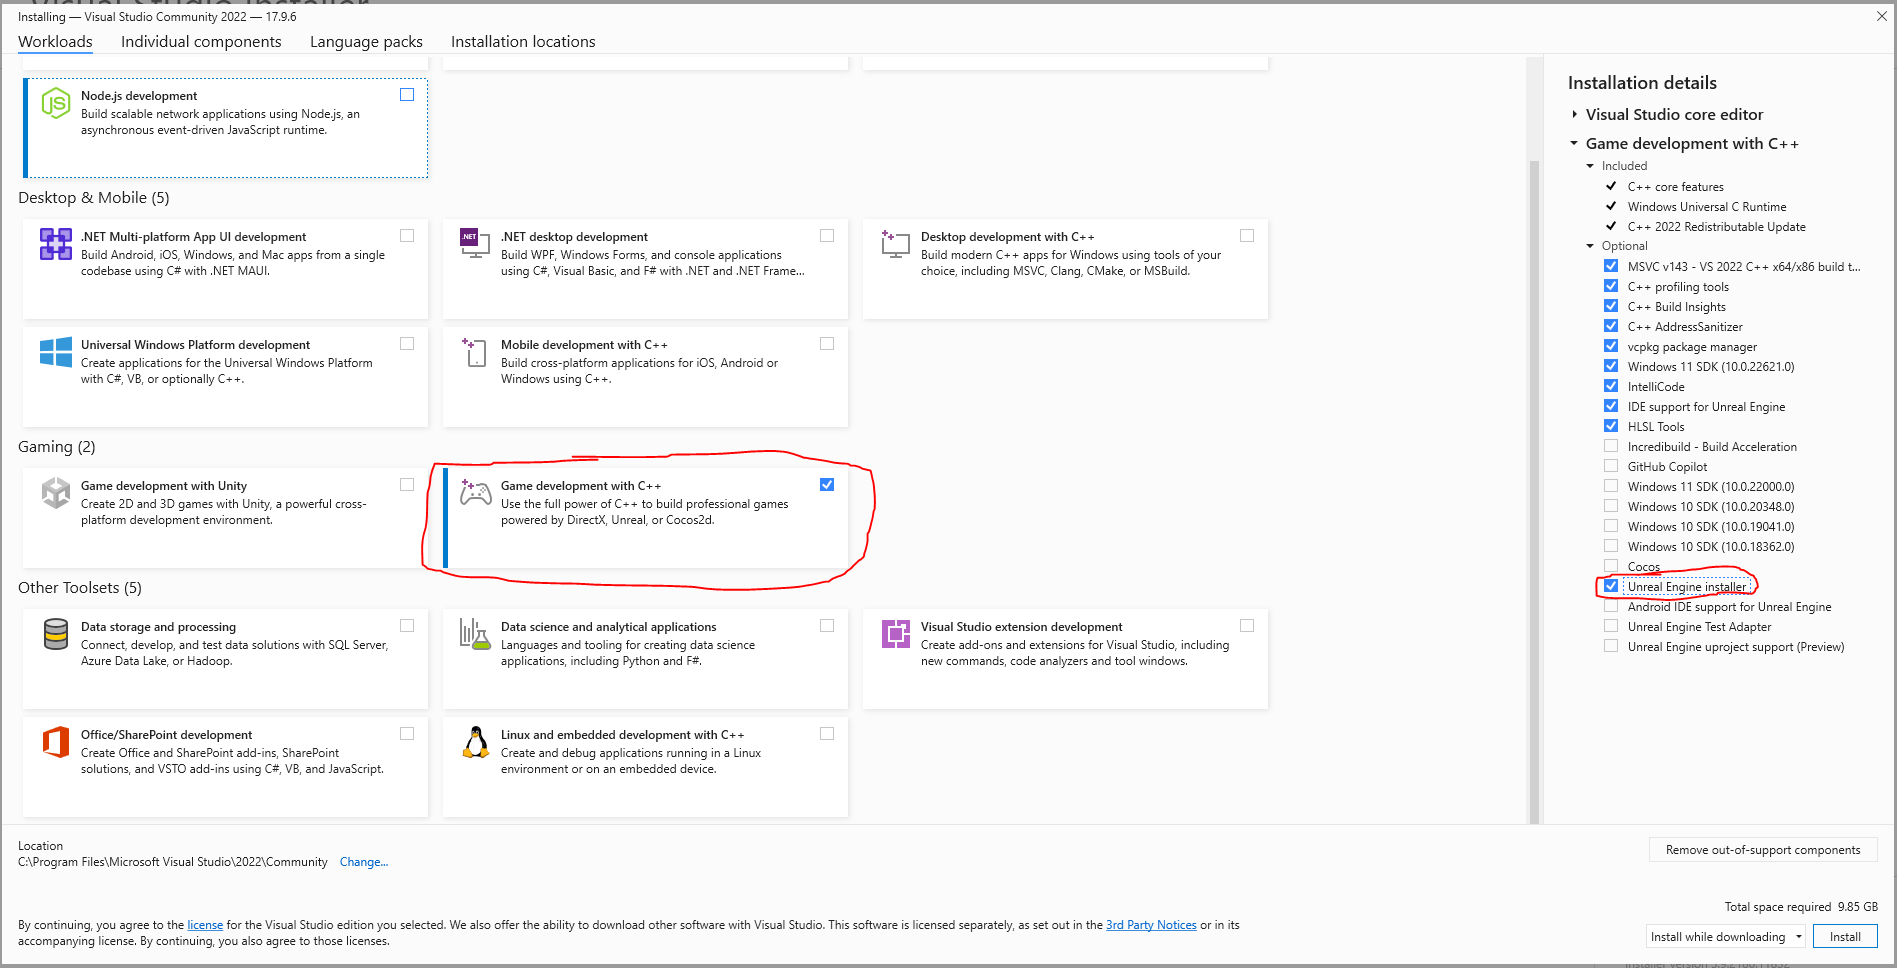 Installing — Visual Studio Community 2022 — 17.9.6
Workloads
Individual components
Language packs
Installation locations
Node.js development
Build scalable network applications using Node.js, an
asynchronous event-driven JavaScript runtime.
Desktop & Mobile (5)
.NET Multi-platform App UI development
Build Android, iOS, Windows, and Mac apps from a single
codebase using C# with .NET MAUI.
.NET
.NET desktop development
Build WPF, Windows Forms, and console applications
using C#, Visual Basic, and F# with .NET and .NET Frame...
Desktop development with C++
Build modern C++ apps for Windows using tools of your
choice, including MSVC, Clang, CMake, or MSBuild.
Universal Windows Platform development
Create applications for the Universal Windows Platform
with C#, VB, or optionally C++.
Mobile development with C++
Build cross-platform applications for iOS, Android or
Windows using C++.
Gaming (2)
Game development with Unity
Create 2D and 3D games with Unity, a powerful cross-
platform development environment.
Game development with C++
Use the full power of C++ to build professional games
powered by DirectX, Unreal, or Cocos2d.
Other Toolsets (5)
Data storage and processing
Connect, develop, and test data solutions with SQL Server,
Azure Data Lake, or Hadoop.
Data science and analytical applications
Languages and tooling for creating data science
applications, including Python and F#.
Visual Studio extension development
Create add-ons and extensions for Visual Studio, including
new commands, code analyzers and tool windows.
Office/SharePoint development
Create Office and SharePoint add-ins, SharePoint
solutions, and VSTO add-ins using C#, VB, and JavaScript.
Linux and embedded development with C++
Create and debug applications running in a Linux
environment or on an embedded device.
Installation details
Visual Studio core editor
Game development with C++
Included
C++ core features
Windows Universal C Runtime
C++ 2022 Redistributable Update
Optional
MSVC v143 - VS 2022 C++ x64/x86 build t...
C++ profiling tools
C++ Build Insights
C++ AddressSanitizer
vcpkg package manager
Windows 11 SDK (10.0.22621.0)
IntelliCode
IDE support for Unreal Engine
HLSL Tools
Incredibuild - Build Acceleration
GitHub Copilot
Windows 11 SDK (10.0.22000.0)
Windows 10 SDK (10.0.20348.0)
Windows 10 SDK (10.0.19041.0)
Windows 10 SDK (10.0.18362.0)
Cocos
Unreal Engine installer
Android IDE support for Unreal Engine
Unreal Engine Test Adapter
Unreal Engine uproject support (Preview)
Location
C:\Program Files\Microsoft Visual Studio\2022\Community Change...
Remove out-of-support components
Total space required 9.85 GB
By continuing, you agree to the license for the Visual Studio edition you selected. We also offer the ability to download other software with Visual Studio. This software is licensed separately, as set out in the 3rd Party Notices or in its
accompanying license. By continuing, you also agree to those licenses.
Install while downloading
Install